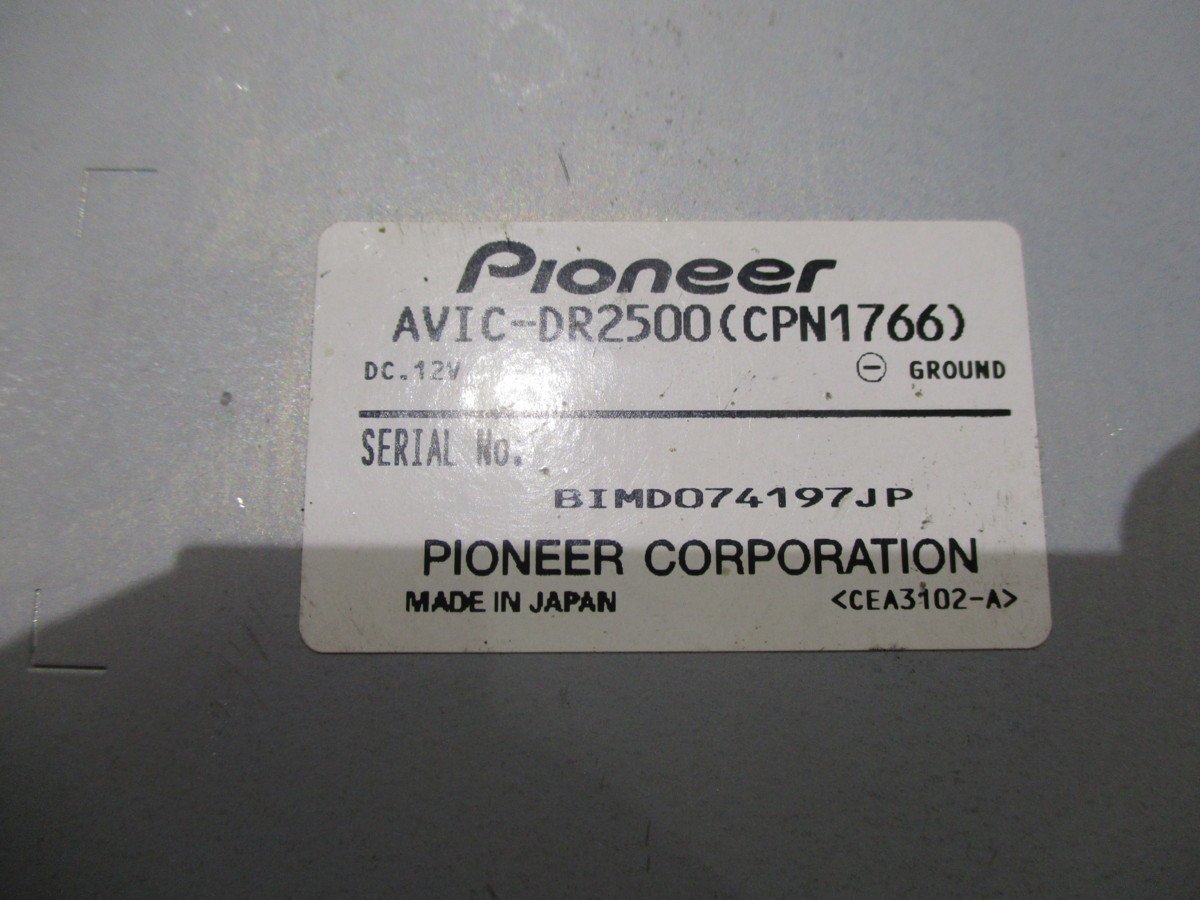 Pioneer
AVIC-DR2500(CPN1766)
DC.12V ⊖ GROUND
SERIAL No.
BIMD074197JP
PIONEER CORPORATION
MADE IN JAPAN <CEA3102-A>